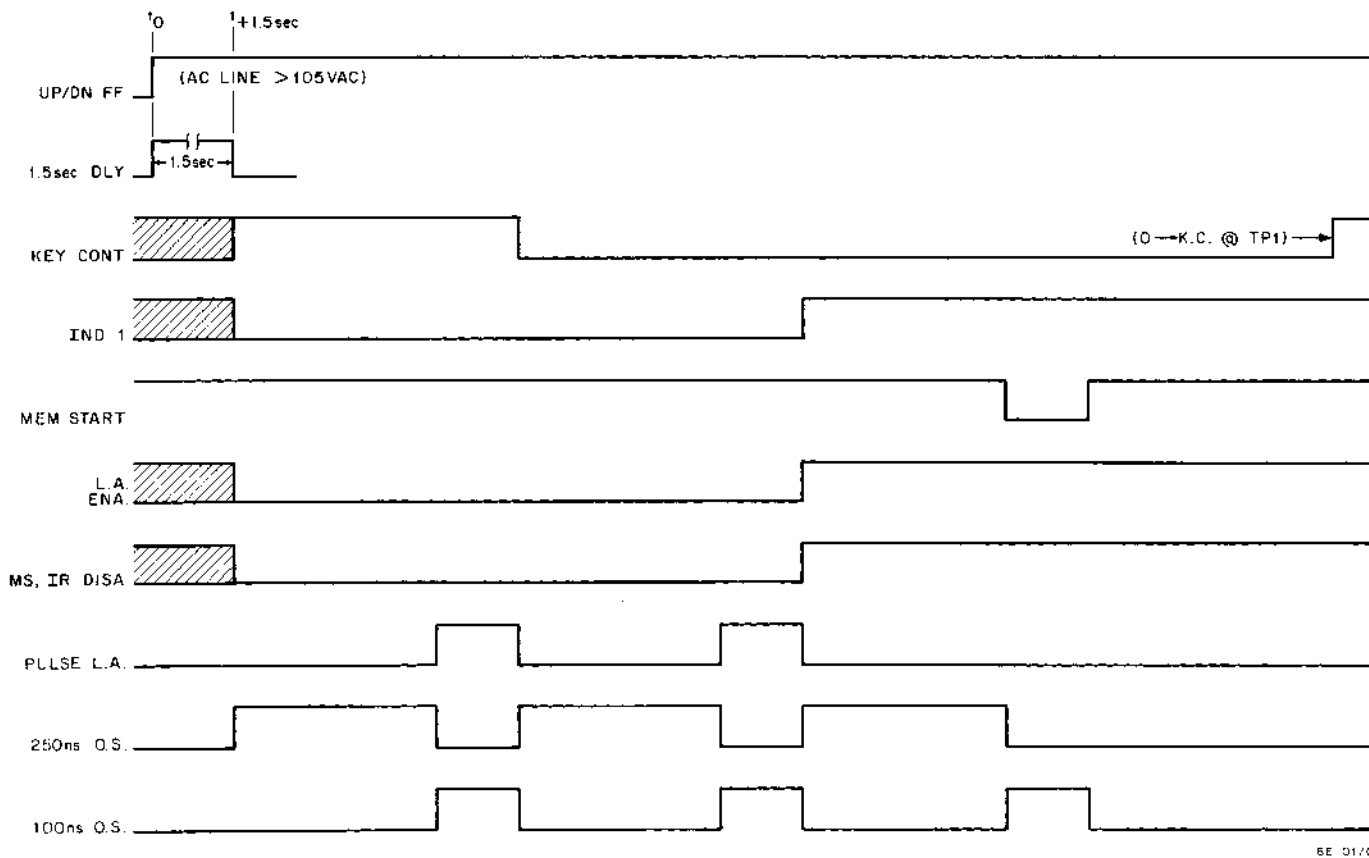 t0
t+1.5sec
(AC LINE >105VAC)
UP/DN FF
1.5sec
1.5sec DLY
(0→K.C. @ TP1)
KEY CONT
IND 1
MEM START
L.A.
ENA.
MS, IR DISA
PULSE L.A.
250ns O.S.
100ns O.S.